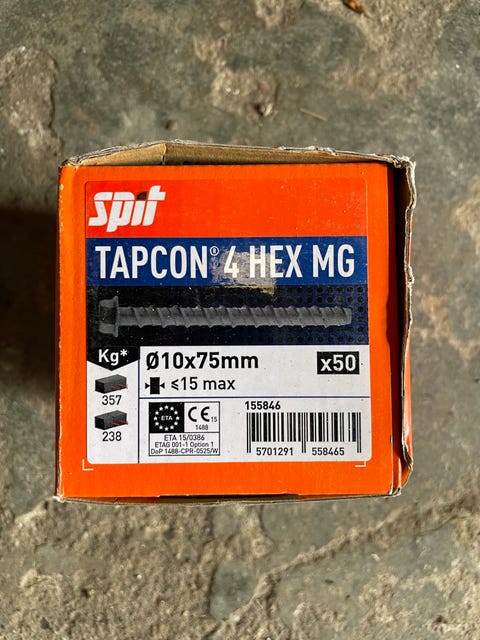 spit
TAPCON® 4 HEX MG
Kg*
Ø10x75mm
x50
≤15 max
357
238
ETA
CE 15
1488
ETA 15/0386
ETAG 001-1 Option 1
DoP 1488-CPR-0525/W
155846
5701291 558465